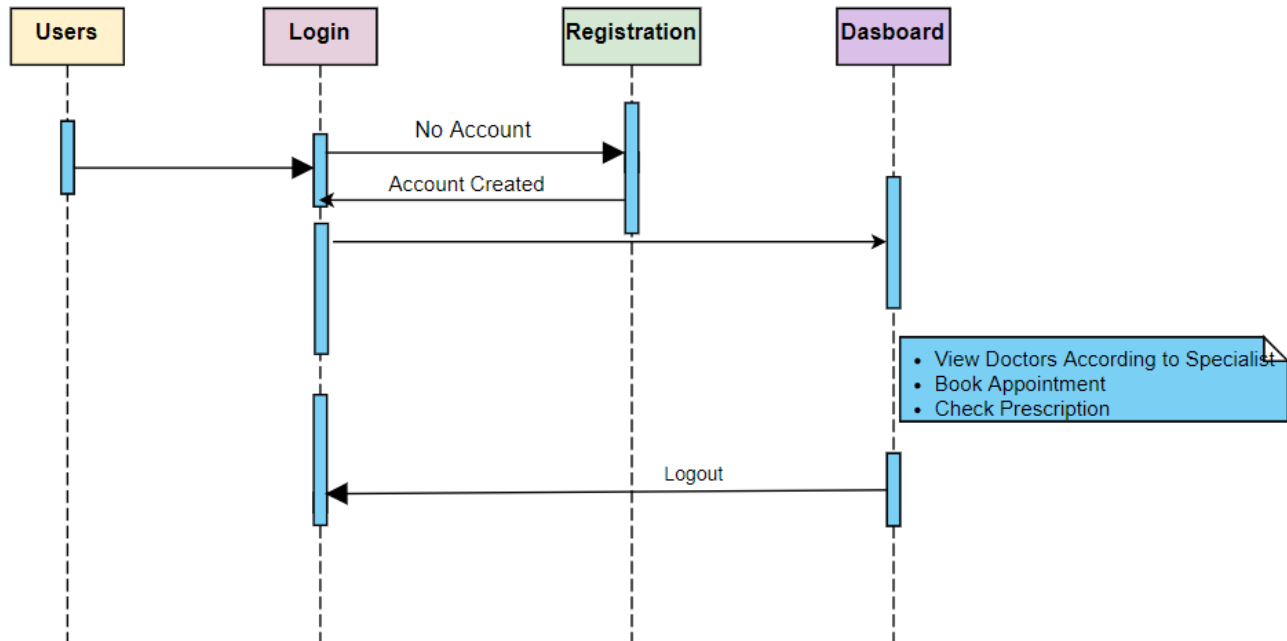 Users
Login
Registration
Dasboard
No Account
Account Created
• View Doctors According to Specialist
• Book Appointment
• Check Prescription
Logout